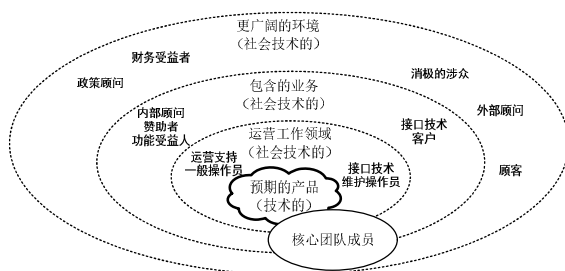 更广阔的环境
（社会技术的）
财务受益者
政策顾问
消极的涉众
外部顾问
顾客
包含的业务
（社会技术的）
内部顾问
赞助者
功能受益人
接口技术
客户
运营工作领域
（社会技术的）
运营支持
一般操作员
接口技术
维护操作员
预期的产品
（技术的）
核心团队成员